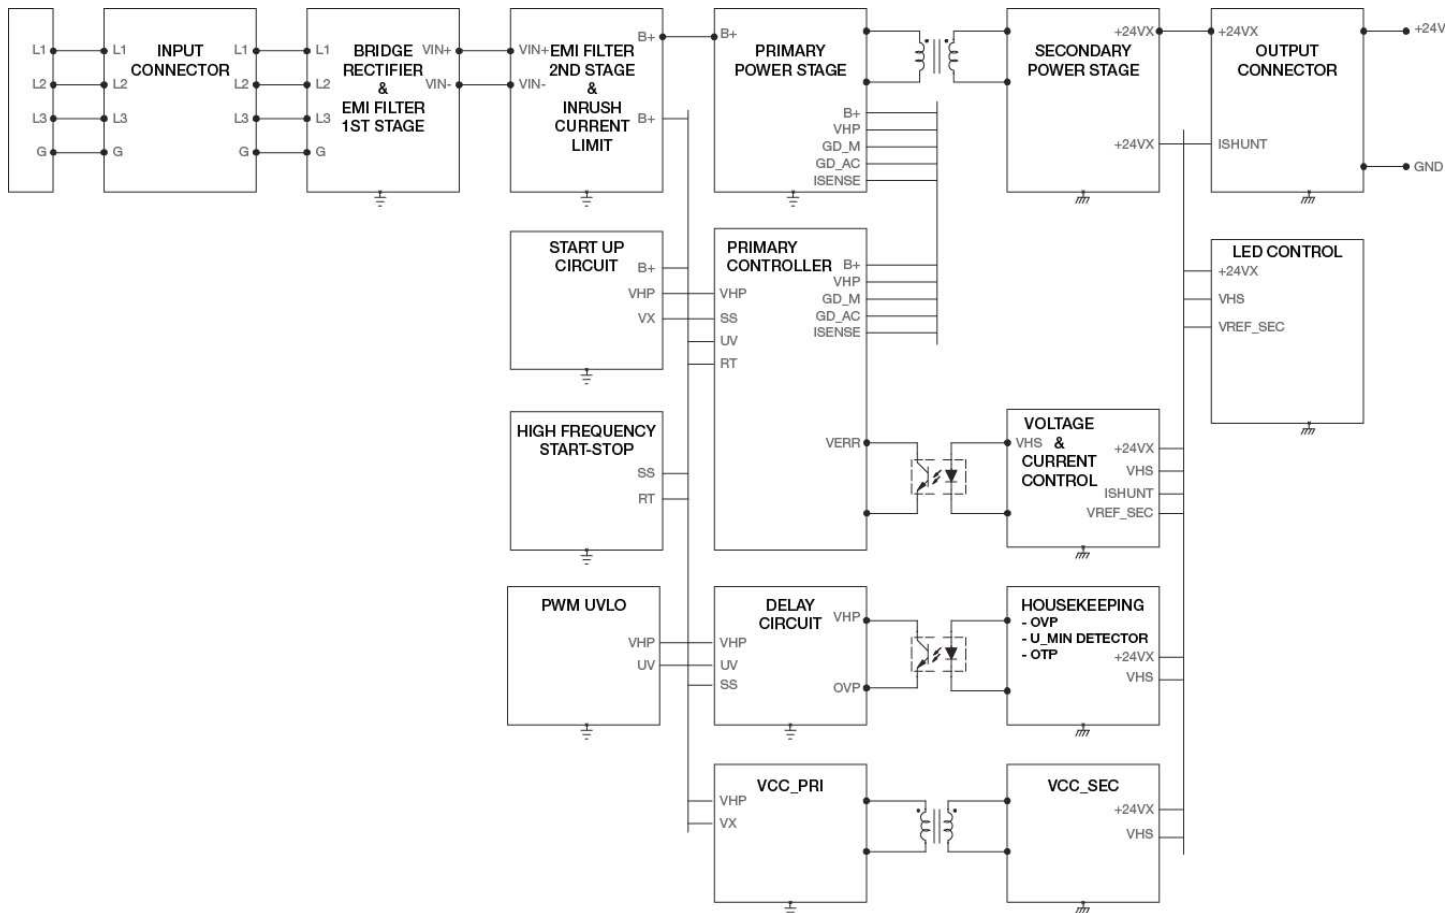 L1
L2
L3
G
L1
L2
L3
G
INPUT
CONNECTOR
L1
L2
L3
G
L1
L2
L3
G
BRIDGE
RECTIFIER
&
EMI FILTER
1ST STAGE
VIN+
VIN-
VIN+
VIN-
EMI FILTER
2ND STAGE
&
INRUSH
CURRENT
LIMIT
B+
B+
B+
PRIMARY
POWER STAGE
B+
VHP
GD_M
GD_AC
ISENSE
SECONDARY
POWER STAGE
+24VX
+24VX
+24VX
ISHUNT
OUTPUT
CONNECTOR
+24V
GND
START UP
CIRCUIT
B+
VHP
VX
PRIMARY
CONTROLLER
VHP
SS
UV
RT
B+
VHP
GD_M
GD_AC
ISENSE
VERR
LED CONTROL
+24VX
VHS
VREF_SEC
HIGH FREQUENCY
START-STOP
SS
RT
VOLTAGE
&
CURRENT
CONTROL
VHS
+24VX
VHS
ISHUNT
VREF_SEC
PWM UVLO
VHP
UV
DELAY
CIRCUIT
VHP
UV
SS
VHP
OVP
HOUSEKEEPING
- OVP
- U_MIN DETECTOR
- OTP
+24VX
VHS
VCC_PRI
VHP
VX
VCC_SEC
+24VX
VHS